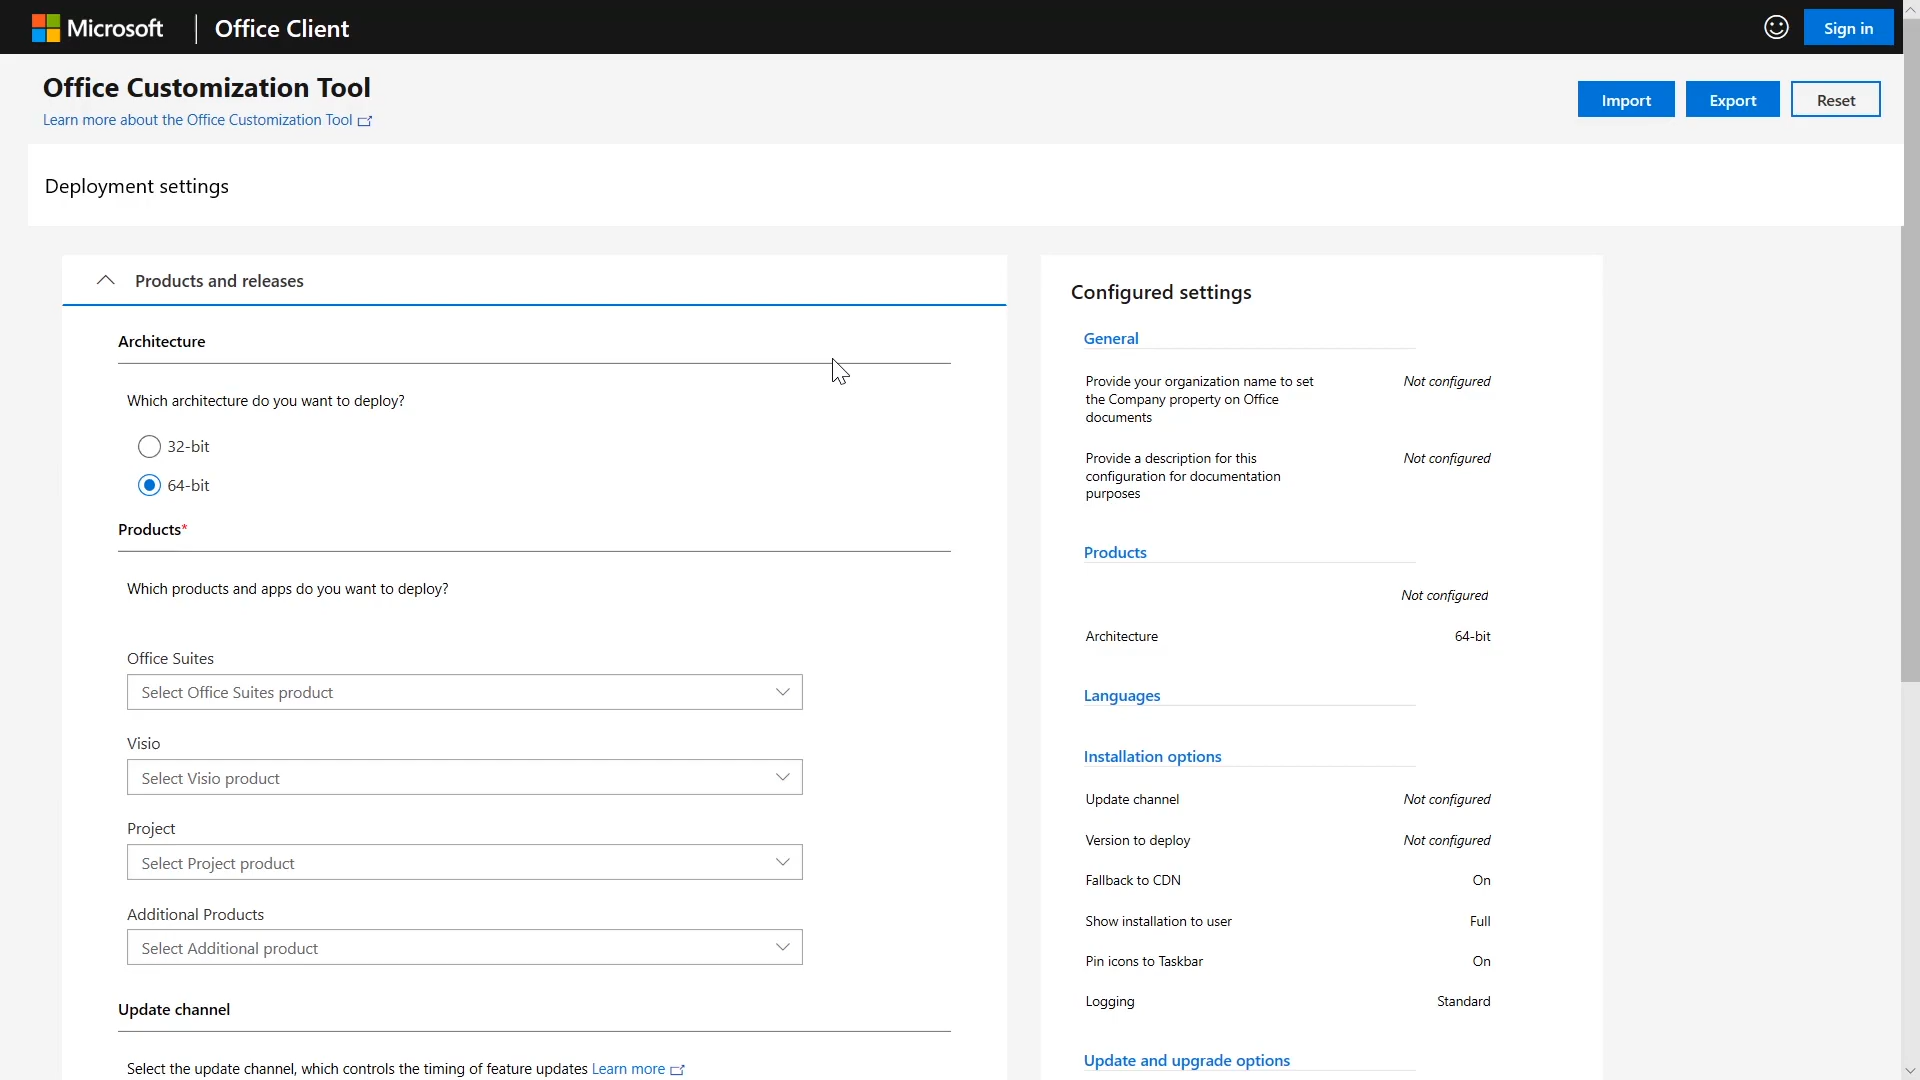 Microsoft
Office Client
Sign in
Office Customization Tool
Learn more about the Office Customization Tool
Import
Export
Reset
Deployment settings
Products and releases
Architecture
Which architecture do you want to deploy?
32-bit
64-bit
Products*
Which products and apps do you want to deploy?
Office Suites
Select Office Suites product
Visio
Select Visio product
Project
Select Project product
Additional Products
Select Additional product
Update channel
Select the update channel, which controls the timing of feature updates Learn more
Configured settings
General
Provide your organization name to set
the Company property on Office
documents
Not configured
Provide a description for this
configuration for documentation
purposes
Not configured
Products
Not configured
Architecture
64-bit
Languages
Installation options
Update channel
Not configured
Version to deploy
Not configured
Fallback to CDN
On
Show installation to user
Full
Pin icons to Taskbar
On
Logging
Standard
Update and upgrade options